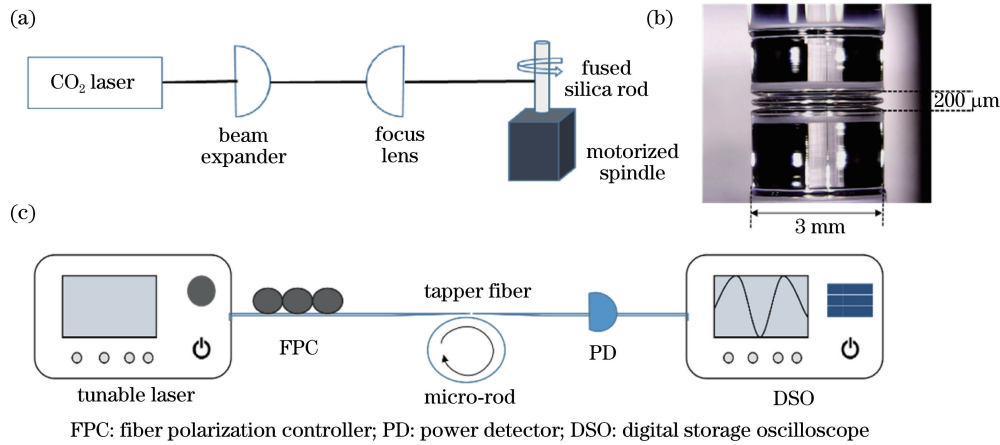 (a)
CO₂ laser
beam
expander
focus
lens
fused
silica rod
motorized
spindle
(b)
200 μm
3 mm
(c)
tunable laser
FPC
tapper fiber
micro-rod
PD
DSO
FPC: fiber polarization controller; PD: power detector; DSO: digital storage oscilloscope